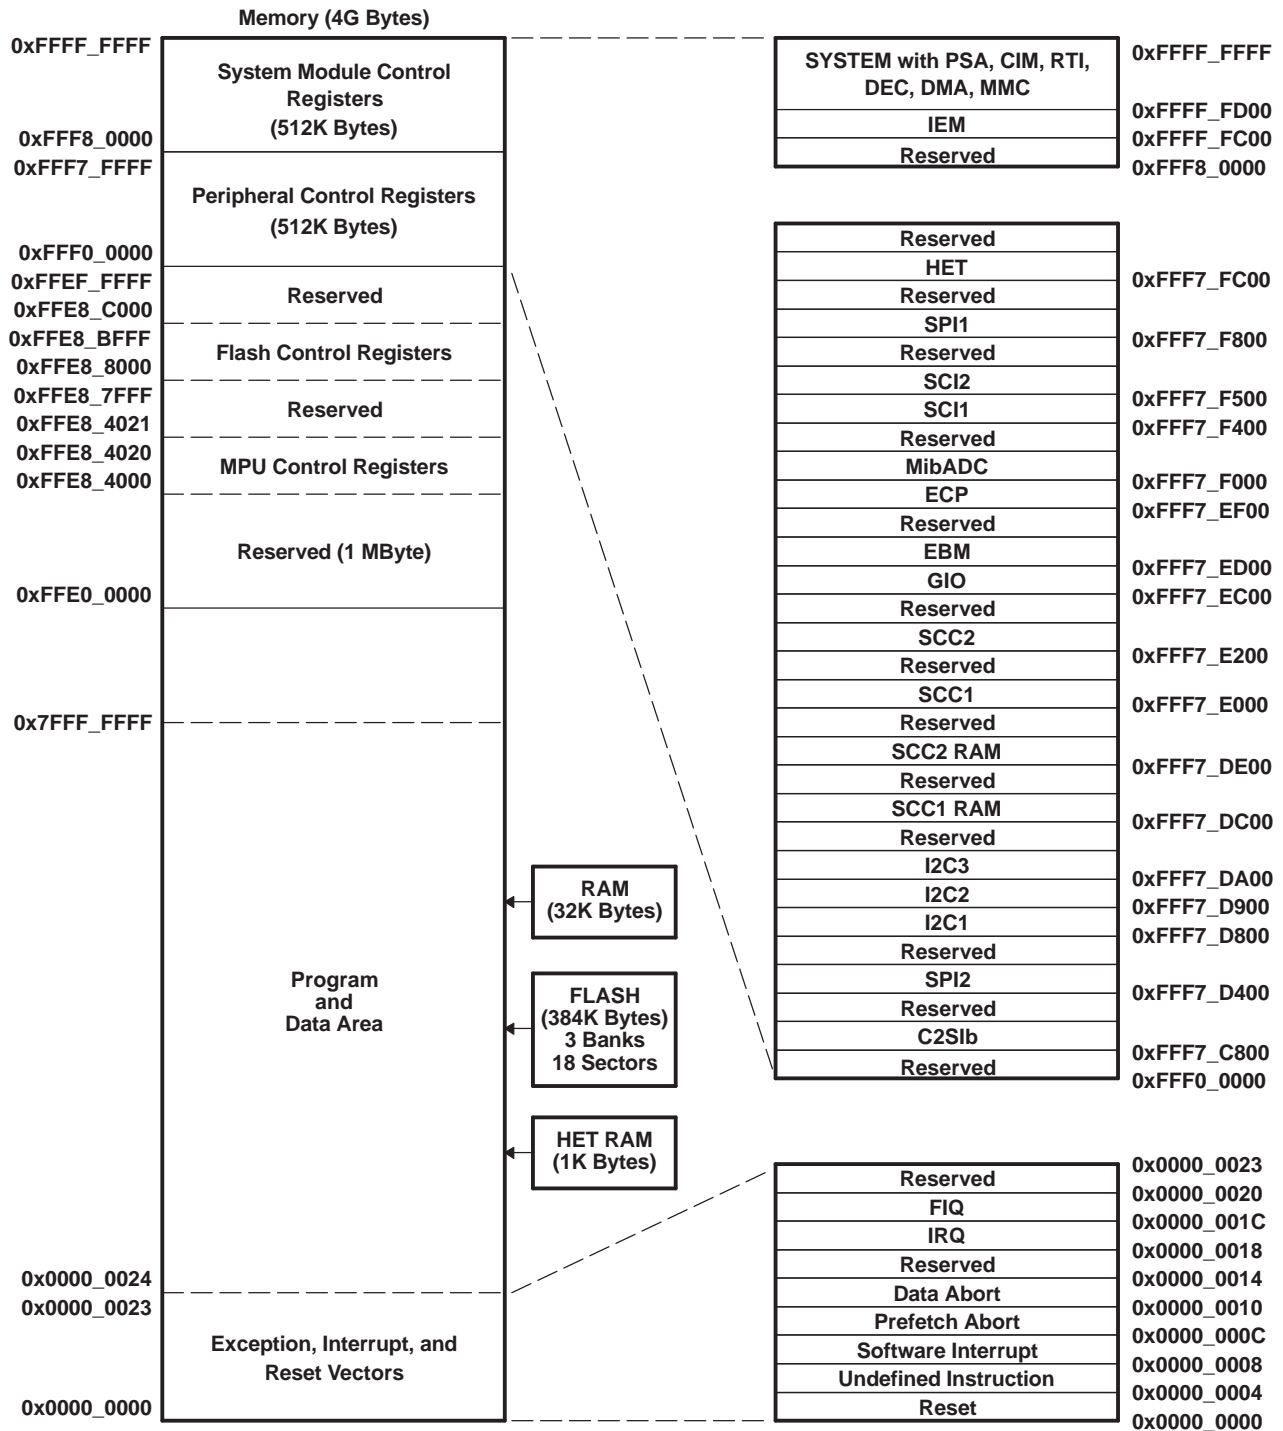 Memory (4G Bytes)
0xFFFF_FFFF
System Module Control
Registers
(512K Bytes)
0xFFF8_0000
0xFFF7_FFFF
Peripheral Control Registers
(512K Bytes)
0xFFF0_0000
0xFFEF_FFFF
Reserved
0xFFE8_C000
0xFFE8_BFFF
Flash Control Registers
0xFFE8_8000
0xFFE8_7FFF
Reserved
0xFFE8_4021
0xFFE8_4020
MPU Control Registers
0xFFE8_4000
Reserved (1 MByte)
0xFFE0_0000
0x7FFF_FFFF
Program
and
Data Area
0x0000_0024
0x0000_0023
Exception, Interrupt, and
Reset Vectors
0x0000_0000
RAM
(32K Bytes)
FLASH
(384K Bytes)
3 Banks
18 Sectors
HET RAM
(1K Bytes)
SYSTEM with PSA, CIM, RTI,
DEC, DMA, MMC
IEM
Reserved
0xFFFF_FFFF
0xFFFF_FD00
0xFFFF_FC00
0xFFF8_0000
Reserved
HET
Reserved
SPI1
Reserved
SCI2
SCI1
Reserved
MibADC
ECP
Reserved
EBM
GIO
Reserved
SCC2
Reserved
SCC1
Reserved
SCC2 RAM
Reserved
SCC1 RAM
Reserved
I2C3
I2C2
I2C1
Reserved
SPI2
Reserved
C2SIb
Reserved
0xFFF7_FC00
0xFFF7_F800
0xFFF7_F500
0xFFF7_F400
0xFFF7_F000
0xFFF7_EF00
0xFFF7_ED00
0xFFF7_EC00
0xFFF7_E200
0xFFF7_E000
0xFFF7_DE00
0xFFF7_DC00
0xFFF7_DA00
0xFFF7_D900
0xFFF7_D800
0xFFF7_D400
0xFFF7_C800
0xFFF0_0000
Reserved
FIQ
IRQ
Reserved
Data Abort
Prefetch Abort
Software Interrupt
Undefined Instruction
Reset
0x0000_0023
0x0000_0020
0x0000_001C
0x0000_0018
0x0000_0014
0x0000_0010
0x0000_000C
0x0000_0008
0x0000_0004
0x0000_0000